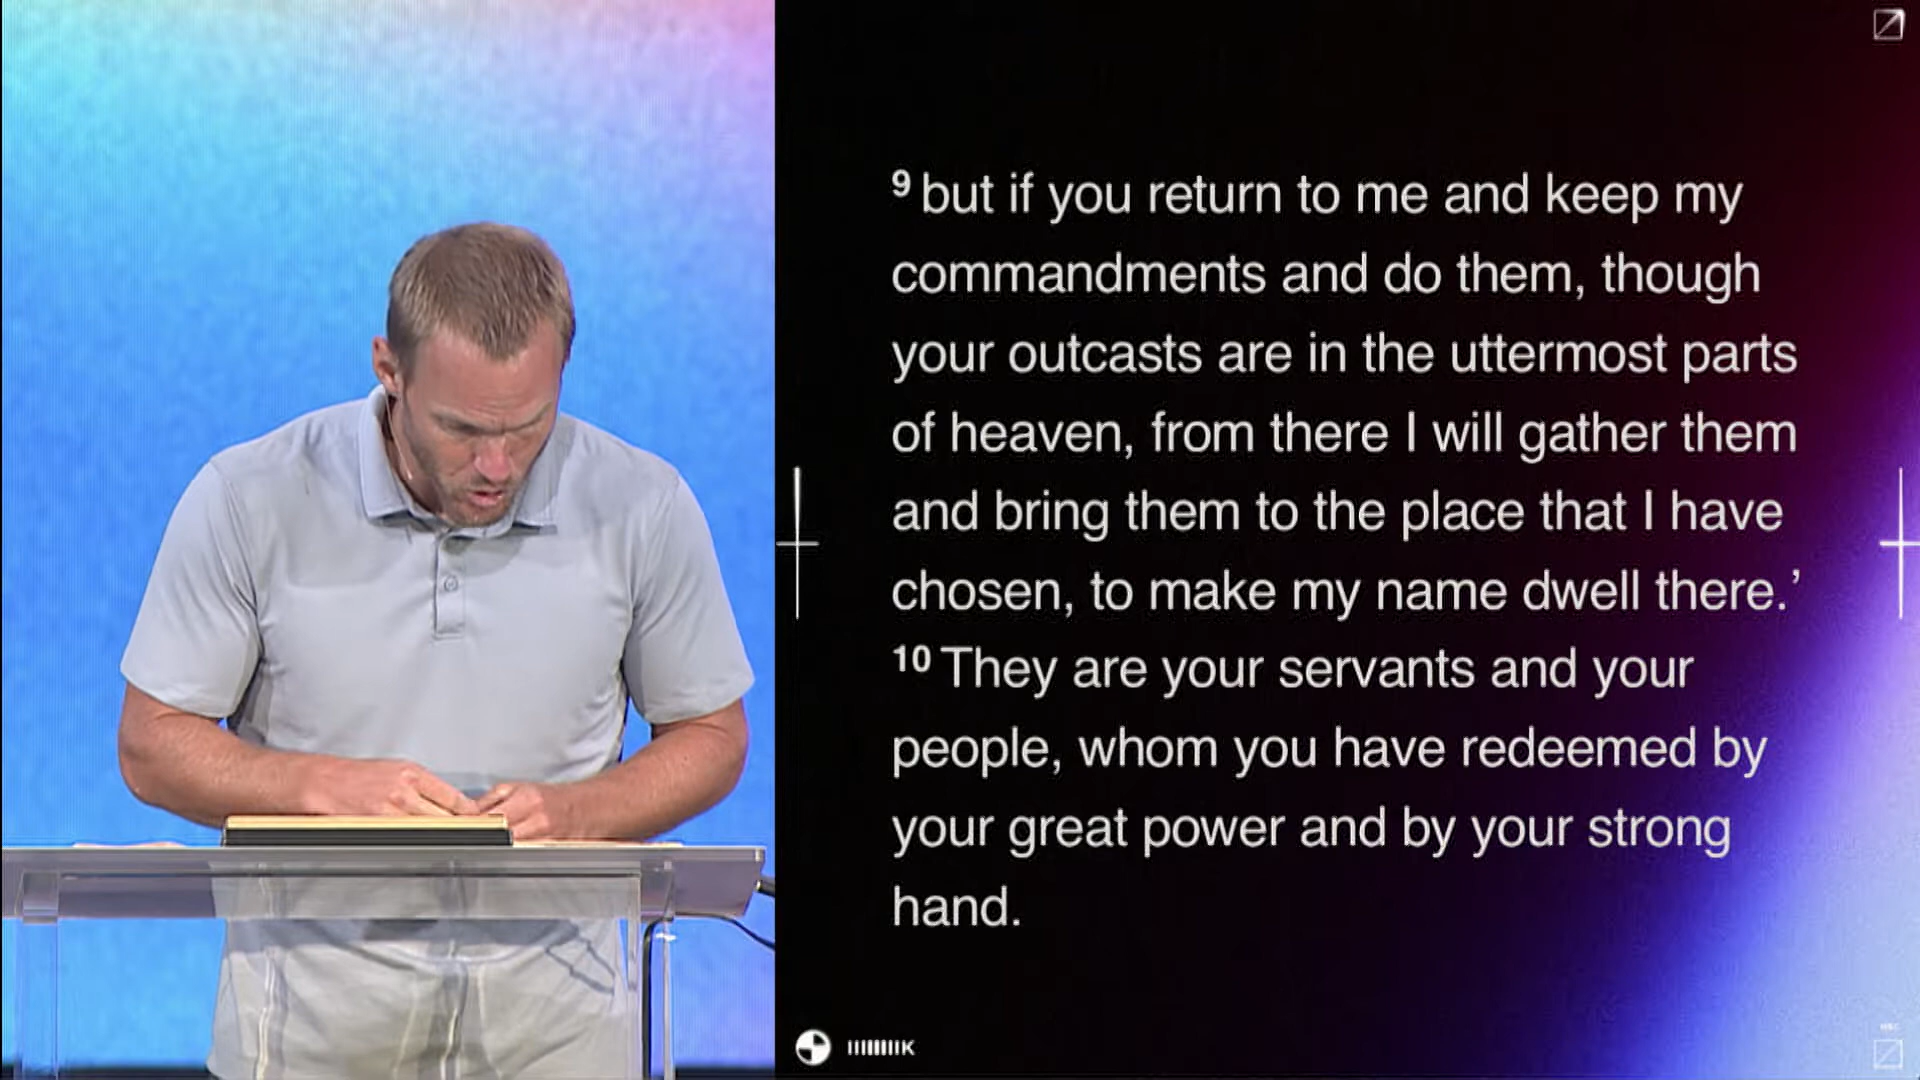 9 but if you return to me and keep my
commandments and do them, though
your outcasts are in the uttermost parts
of heaven, from there I will gather them
and bring them to the place that I have
chosen, to make my name dwell there.’
10 They are your servants and your
people, whom you have redeemed by
your great power and by your strong
hand.